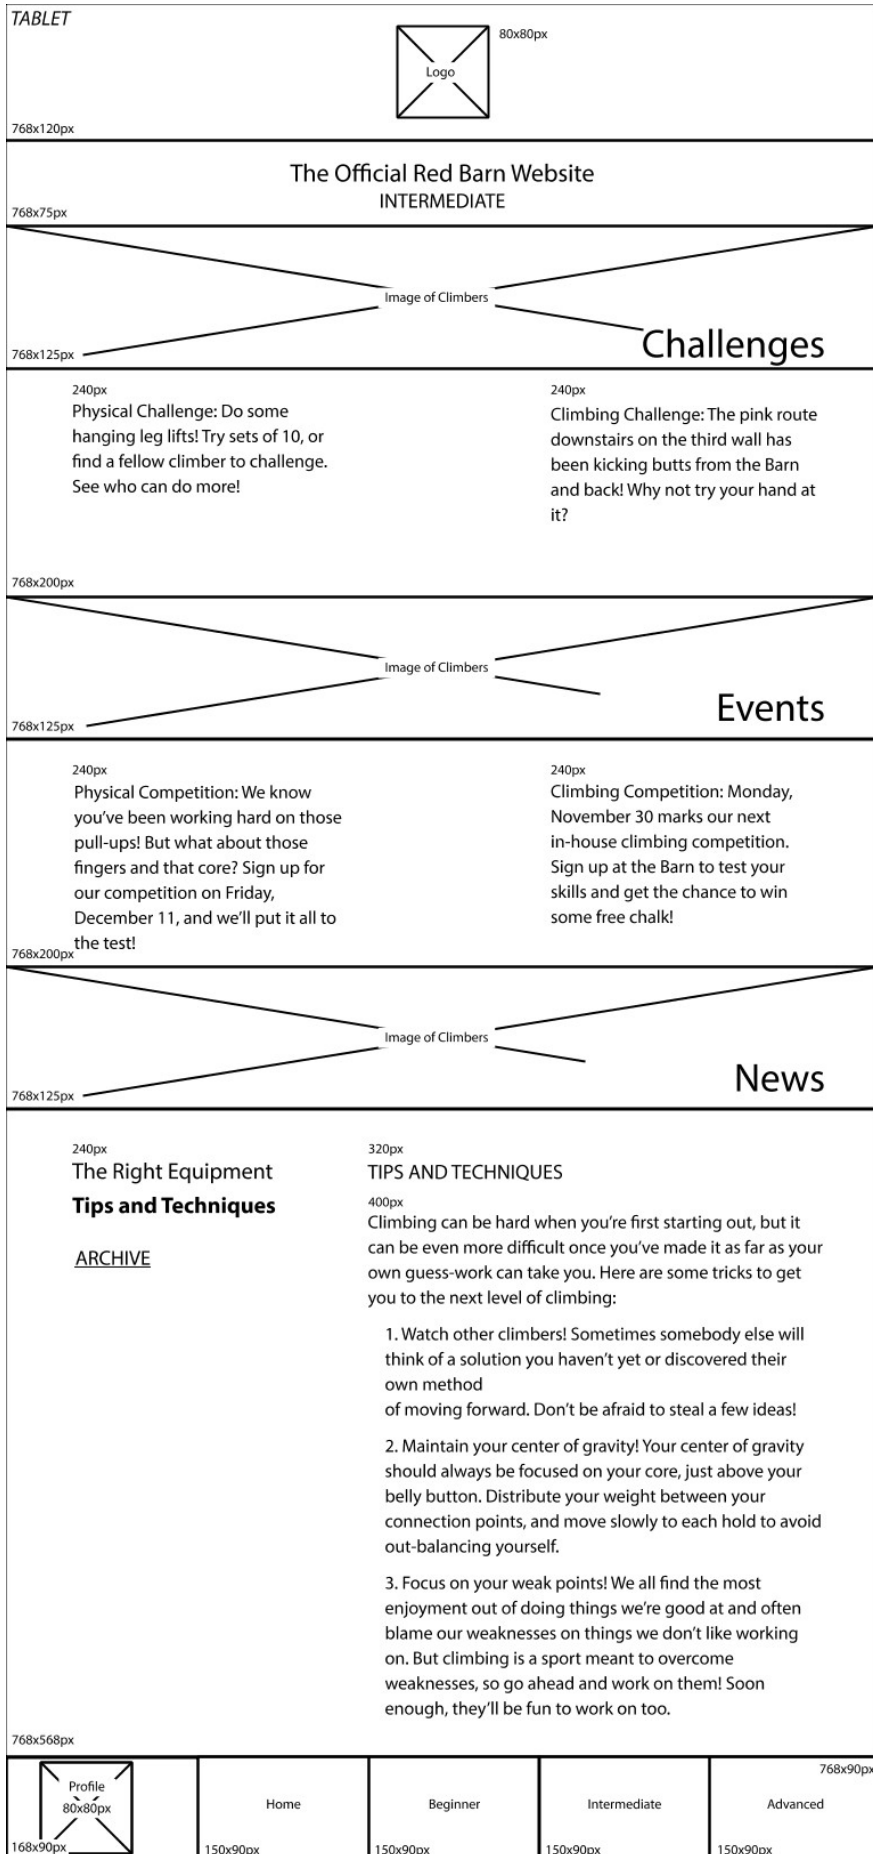 TABLET
80x80px
Logo
768x120px
The Official Red Barn Website
INTERMEDIATE
768x75px
Image of Climbers
Challenges
768x125px
240px
Physical Challenge: Do some
hanging leg lifts! Try sets of 10, or
find a fellow climber to challenge.
See who can do more!
240px
Climbing Challenge: The pink route
downstairs on the third wall has
been kicking butts from the Barn
and back! Why not try your hand at
it?
768x200px
Image of Climbers
Events
768x125px
240px
Physical Competition: We know
you've been working hard on those
pull-ups! But what about those
fingers and that core? Sign up for
our competition on Friday,
December 11, and we'll put it all to
the test!
240px
Climbing Competition: Monday,
November 30 marks our next
in-house climbing competition.
Sign up at the Barn to test your
skills and get the chance to win
some free chalk!
768x200px
Image of Climbers
News
768x125px
240px
The Right Equipment
Tips and Techniques
ARCHIVE
320px
TIPS AND TECHNIQUES
400px
Climbing can be hard when you're first starting out, but it
can be even more difficult once you've made it as far as your
own guess-work can take you. Here are some tricks to get
you to the next level of climbing:
1. Watch other climbers! Sometimes somebody else will
think of a solution you haven't yet or discovered their
own method
of moving forward. Don't be afraid to steal a few ideas!
2. Maintain your center of gravity! Your center of gravity
should always be focused on your core, just above your
belly button. Distribute your weight between your
connection points, and move slowly to each hold to avoid
out-balancing yourself.
3. Focus on your weak points! We all find the most
enjoyment out of doing things we're good at and often
blame our weaknesses on things we don't like working
on. But climbing is a sport meant to overcome
weaknesses, so go ahead and work on them! Soon
enough, they'll be fun to work on too.
768x568px
768x90px
Profile
80x80px
168x90px
Home
150x90px
Beginner
150x90px
Intermediate
150x90px
Advanced
150x90px